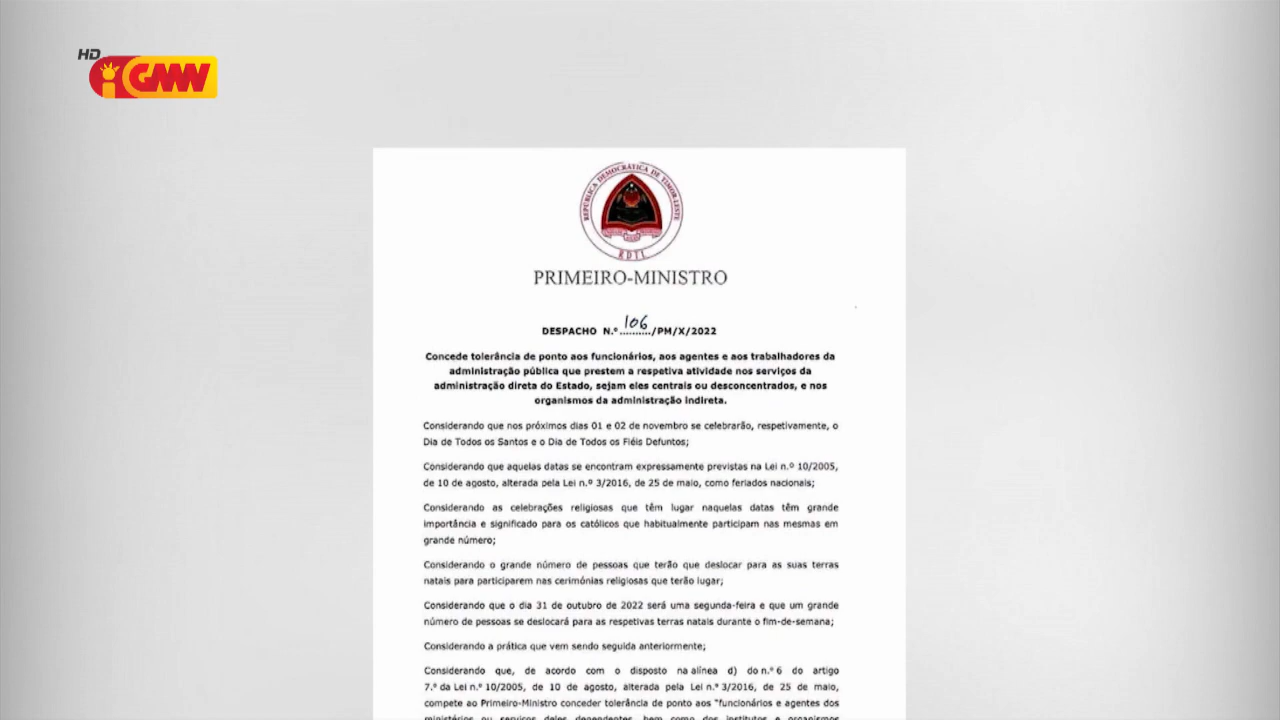 HD
GMN
REPÚBLICA DEMOCRÁTICA DE TIMOR-LESTE
RDTL
PRIMEIRO-MINISTRO
DESPACHO N.º 106/PM/X/2022
Concede tolerância de ponto aos funcionários, aos agentes e aos trabalhadores da
administração pública que prestem a respetiva atividade nos serviços da
administração direta do Estado, sejam eles centrais ou desconcentrados, e nos
organismos da administração indireta.
Considerando que nos próximos dias 01 e 02 de novembro se celebrarão, respetivamente, o
Dia de Todos os Santos e o Dia de Todos os Fiéis Defuntos;
Considerando que aquelas datas se encontram expressamente previstas na Lei n.º 10/2005,
de 10 de agosto, alterada pela Lei n.º 3/2016, de 25 de maio, como feriados nacionais;
Considerando as celebrações religiosas que têm lugar naquelas datas têm grande
importância e significado para os católicos que habitualmente participam nas mesmas em
grande número;
Considerando o grande número de pessoas que terão que deslocar para as suas terras
natais para participarem nas cerimónias religiosas que terão lugar;
Considerando que o dia 31 de outubro de 2022 será uma segunda-feira e que um grande
número de pessoas se deslocará para as respetivas terras natais durante o fim-de-semana;
Considerando a prática que vem sendo seguida anteriormente;
Considerando que, de acordo com o disposto na alínea d) do n.º 6 do artigo
7.º da Lei n.º 10/2005, de 10 de agosto, alterada pela Lei n.º 3/2016, de 25 de maio,
compete ao Primeiro-Ministro conceder tolerância de ponto aos "funcionários e agentes dos
ministérios ou serviços deles dependentes, bem como dos institutos e organismos